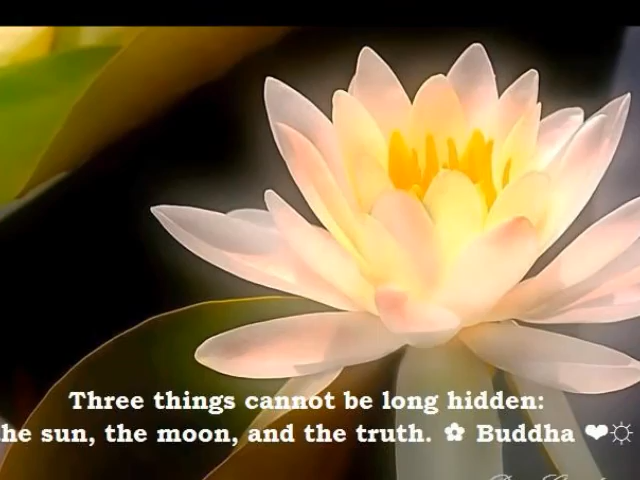 Three things cannot be long hidden:
he sun, the moon, and the truth. ✿ Buddha ❤☼